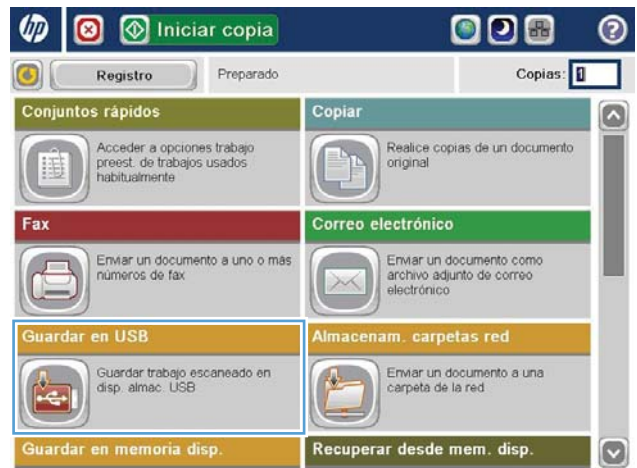 hp
Iniciar copia
?
Registro
Preparado
Copias: 1
Conjuntos rápidos
Acceder a opciones trabajo
preest. de trabajos usados
habitualmente
Copiar
Realice copias de un documento
original
Fax
Enviar un documento a uno o más
números de fax
Correo electrónico
Enviar un documento como
archivo adjunto de correo
electrónico
Guardar en USB
Guardar trabajo escaneado en
disp. almac. USB
Almacenam. carpetas red
Enviar un documento a una
carpeta de la red
Guardar en memoria disp.
Recuperar desde mem. disp.